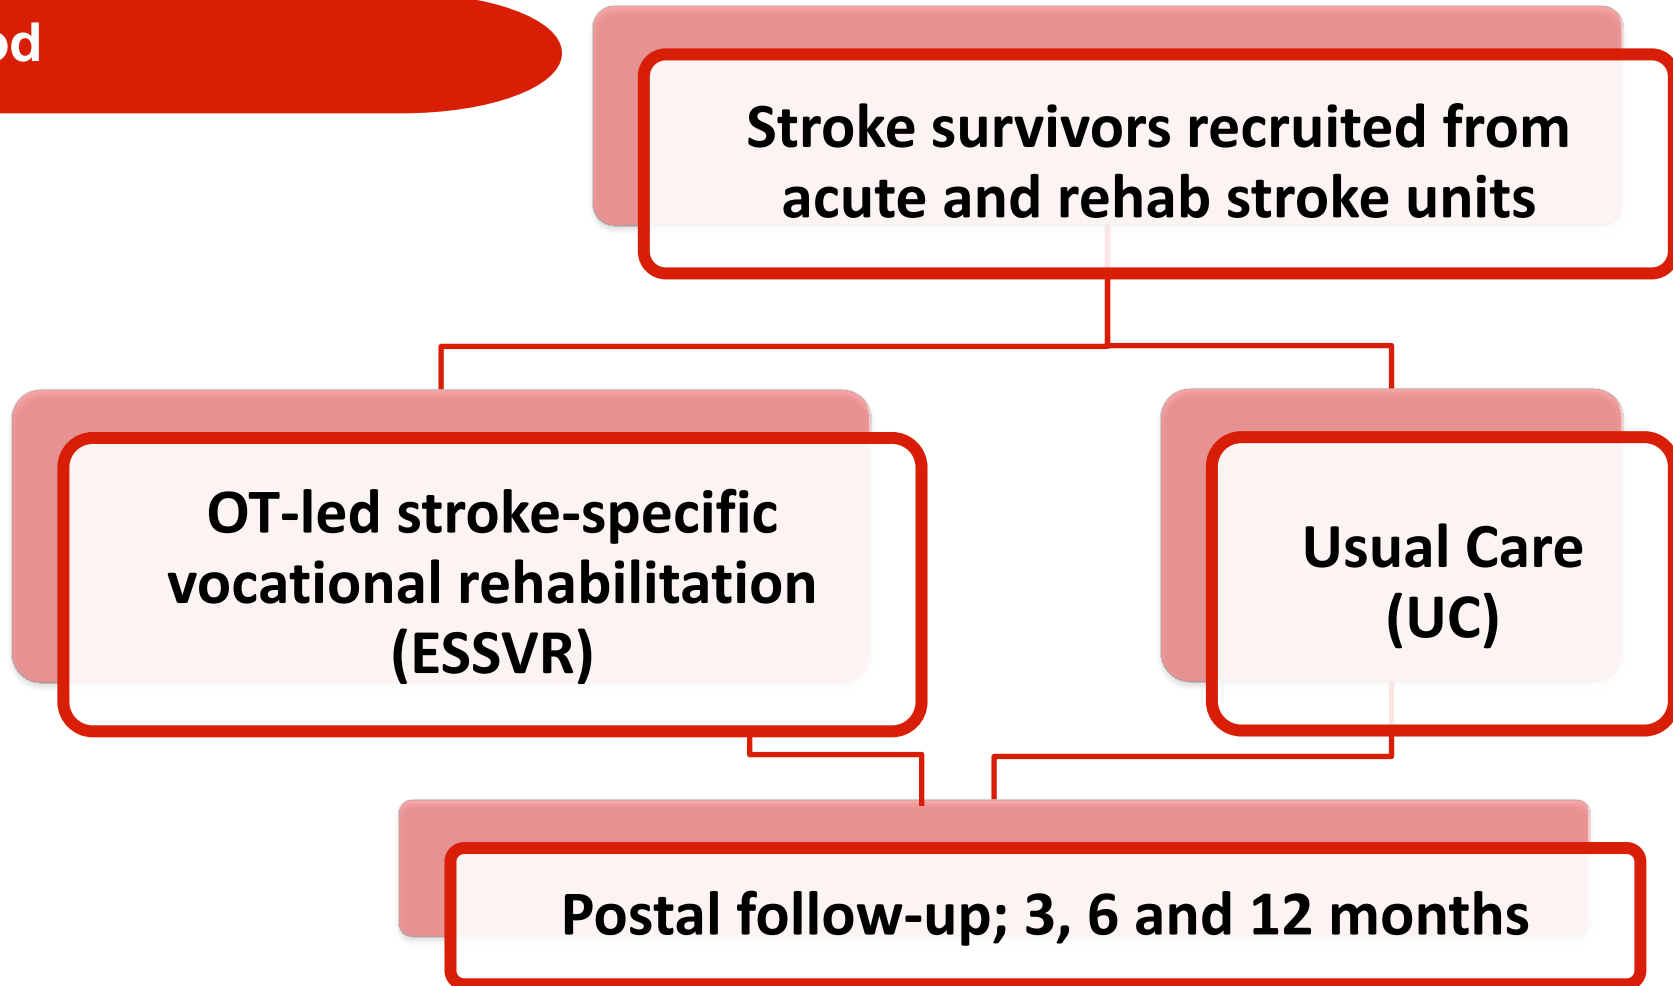 od
Stroke survivors recruited from
acute and rehab stroke units
OT-led stroke-specific
vocational rehabilitation
(ESSVR)
Usual Care
(UC)
Postal follow-up; 3, 6 and 12 months